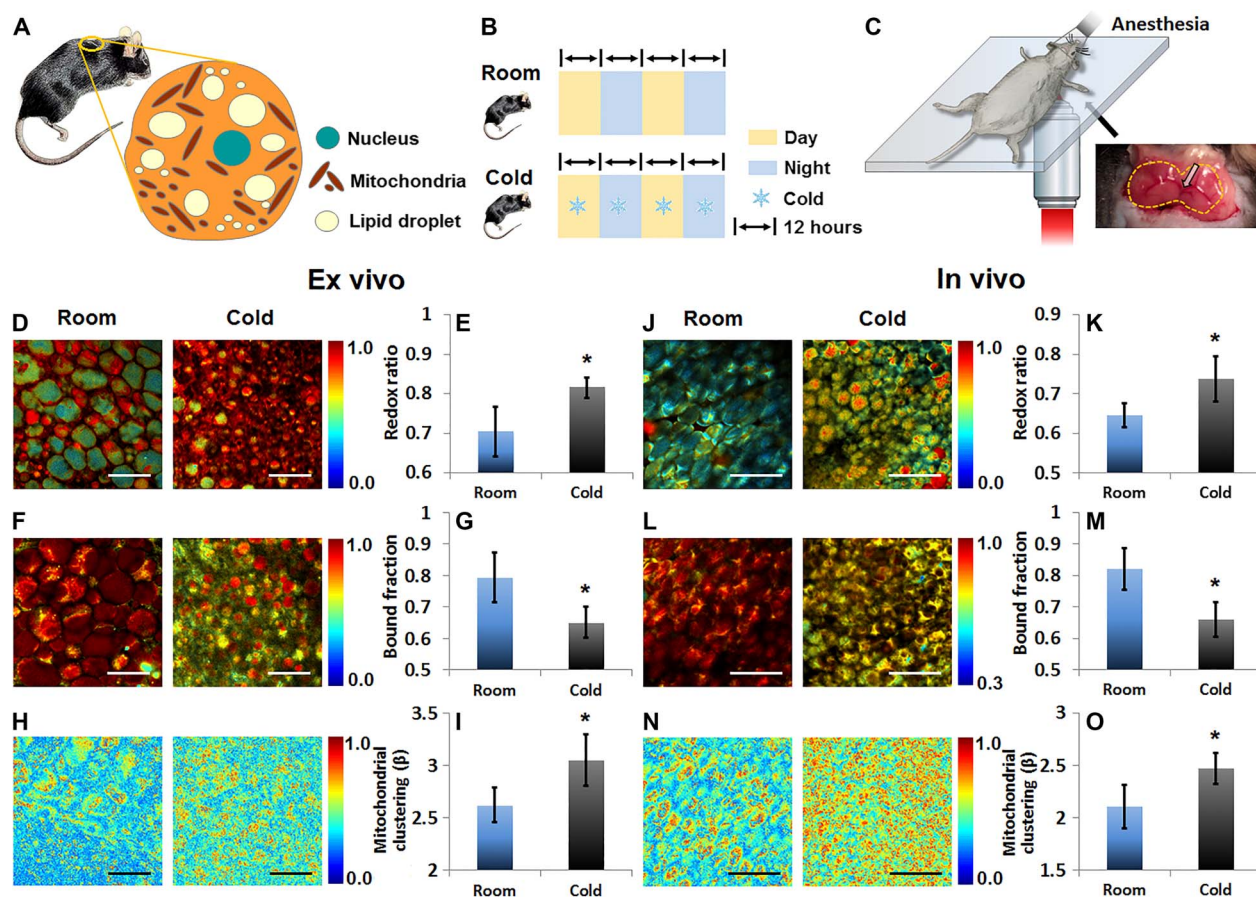 A
Nucleus
Mitochondria
Lipid droplet
B
Room
Cold
Day
Night
Cold
12 hours
C
Anesthesia
Ex vivo
In vivo
D
Room
Cold
1.0
0.0
E
Redox ratio
1
0.9
0.8
0.7
0.6
*
Room
Cold
J
Room
Cold
1.0
0.0
K
Redox ratio
0.9
0.8
0.7
0.6
0.5
*
Room
Cold
F
1.0
0.0
G
Bound fraction
1
0.9
0.8
0.7
0.6
0.5
*
Room
Cold
L
1.0
0.3
M
Bound fraction
1
0.9
0.8
0.7
0.6
0.5
*
Room
Cold
H
1.0
0.0
I
Mitochondrial
clustering (β)
3.5
3
2.5
2
*
Room
Cold
N
1.0
0.0
O
Mitochondrial
clustering (β)
3
2.5
2
1.5
*
Room
Cold